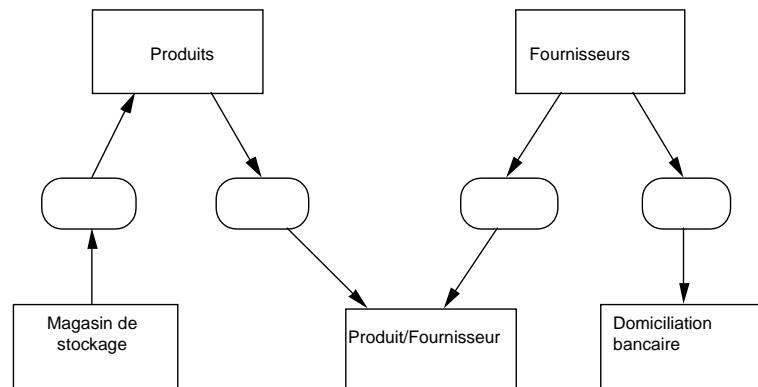 Produits
Fournisseurs
Magasin de
stockage
Produit/Fournisseur
Domiciliation
bancaire